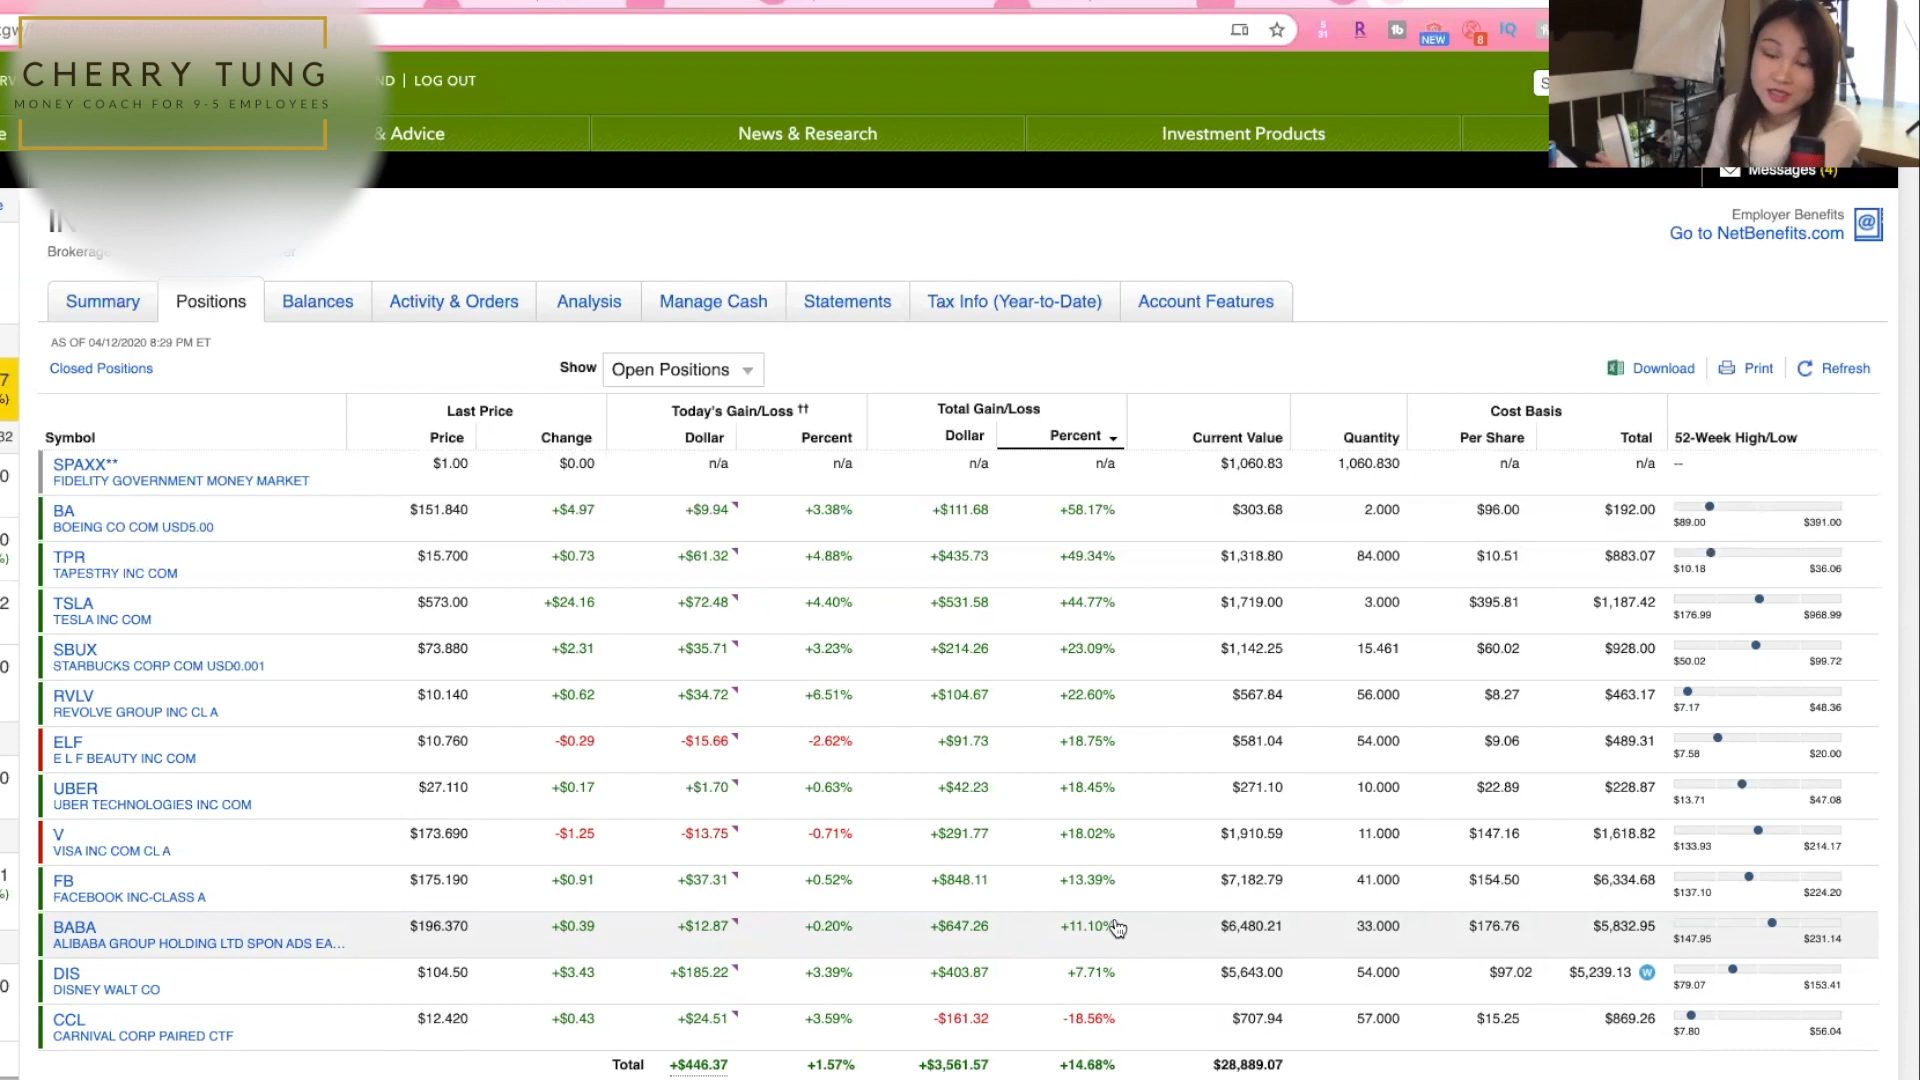 gw/
5
31
R
tb
NEW
8
IQ
CHERRY TUNG
MONEY COACH FOR 9-5 EMPLOYEES
ND | LOG OUT
S
& Advice
News & Research
Investment Products
Messages (4)
Employer Benefits
Go to NetBenefits.com
Brokerag
Summary
Positions
Balances
Activity & Orders
Analysis
Manage Cash
Statements
Tax Info (Year-to-Date)
Account Features
AS OF 04/12/2020 8:29 PM ET
Closed Positions
Show Open Positions
Download
Print
Refresh
Last Price Today's Gain/Loss †† Total Gain/Loss Cost Basis
Symbol Price Change Dollar Percent Dollar Percent Current Value Quantity Per Share Total 52-Week High/Low
SPAXX** $1.00 $0.00 n/a n/a n/a n/a $1,060.83 1,060.830 n/a n/a --
FIDELITY GOVERNMENT MONEY MARKET
BA $151.840 +$4.97 +$9.94 +3.38% +$111.68 +58.17% $303.68 2.000 $96.00 $192.00
BOEING CO COM USD5.00 $89.00 $391.00
TPR $15.700 +$0.73 +$61.32 +4.88% +$435.73 +49.34% $1,318.80 84.000 $10.51 $883.07
TAPESTRY INC COM $10.18 $36.06
TSLA $573.00 +$24.16 +$72.48 +4.40% +$531.58 +44.77% $1,719.00 3.000 $395.81 $1,187.42
TESLA INC COM $176.99 $968.99
SBUX $73.880 +$2.31 +$35.71 +3.23% +$214.26 +23.09% $1,142.25 15.461 $60.02 $928.00
STARBUCKS CORP COM USD0.001 $50.02 $99.72
RVLV $10.140 +$0.62 +$34.72 +6.51% +$104.67 +22.60% $567.84 56.000 $8.27 $463.17
REVOLVE GROUP INC CL A $7.17 $48.36
ELF $10.760 -$0.29 -$15.66 -2.62% +$91.73 +18.75% $581.04 54.000 $9.06 $489.31
E L F BEAUTY INC COM $7.58 $20.00
UBER $27.110 +$0.17 +$1.70 +0.63% +$42.23 +18.45% $271.10 10.000 $22.89 $228.87
UBER TECHNOLOGIES INC COM $13.71 $47.08
V $173.690 -$1.25 -$13.75 -0.71% +$291.77 +18.02% $1,910.59 11.000 $147.16 $1,618.82
VISA INC COM CL A $133.93 $214.17
FB $175.190 +$0.91 +$37.31 +0.52% +$848.11 +13.39% $7,182.79 41.000 $154.50 $6,334.68
FACEBOOK INC-CLASS A $137.10 $224.20
BABA $196.370 +$0.39 +$12.87 +0.20% +$647.26 +11.10% $6,480.21 33.000 $176.76 $5,832.95
ALIBABA GROUP HOLDING LTD SPON ADS EA... $147.95 $231.14
DIS $104.50 +$3.43 +$185.22 +3.39% +$403.87 +7.71% $5,643.00 54.000 $97.02 $5,239.13 W
DISNEY WALT CO $79.07 $153.41
CCL $12.420 +$0.43 +$24.51 +3.59% -$161.32 -18.56% $707.94 57.000 $15.25 $869.26
CARNIVAL CORP PAIRED CTF $7.80 $56.04
Total +$446.37 +1.57% +$3,561.57 +14.68% $28,889.07